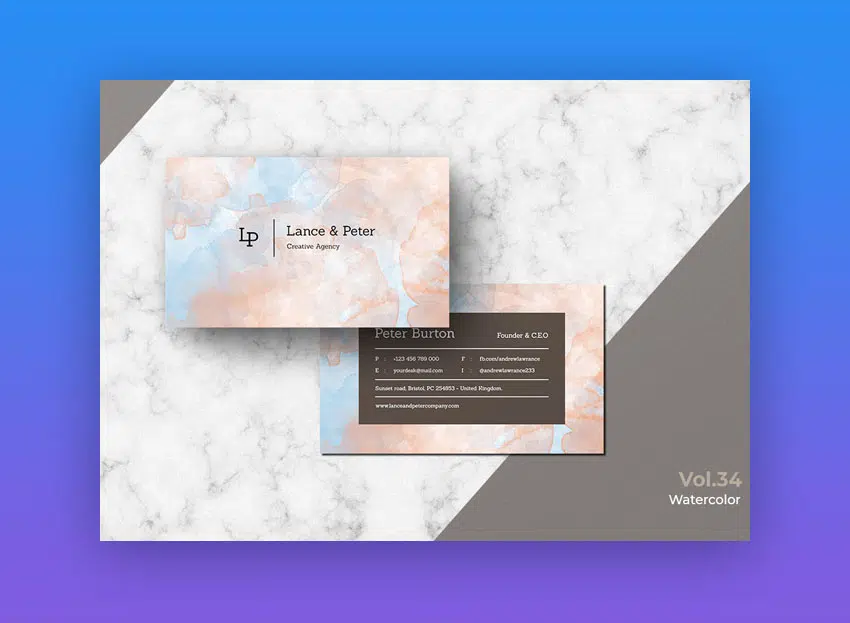 LP
Lance & Peter
Creative Agency
Peter Burton
Founder & C.E.O
P : +123 456 789 000
F : fb.com/andrewlawrance
E : yourdesk@mail.com
I : @andrewlawrance233
Sunset road, Bristol, PC 254853 - United Kingdom.
www.lanceandpetercompany.com
Vol.34
Watercolor